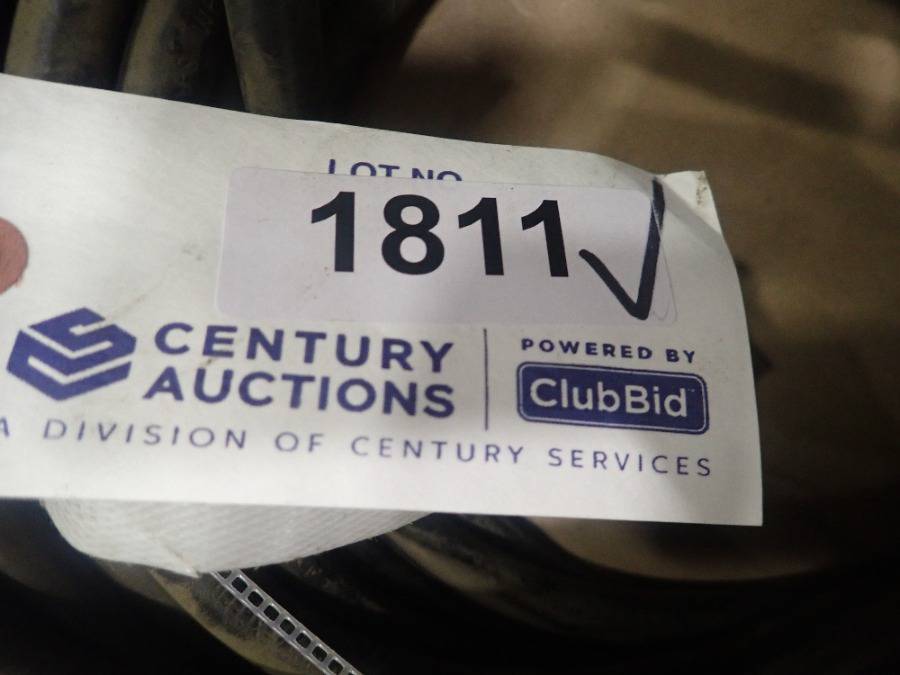 LOT NO
1811
CENTURY
AUCTIONS
POWERED BY
ClubBid
A DIVISION OF CENTURY SERVICES